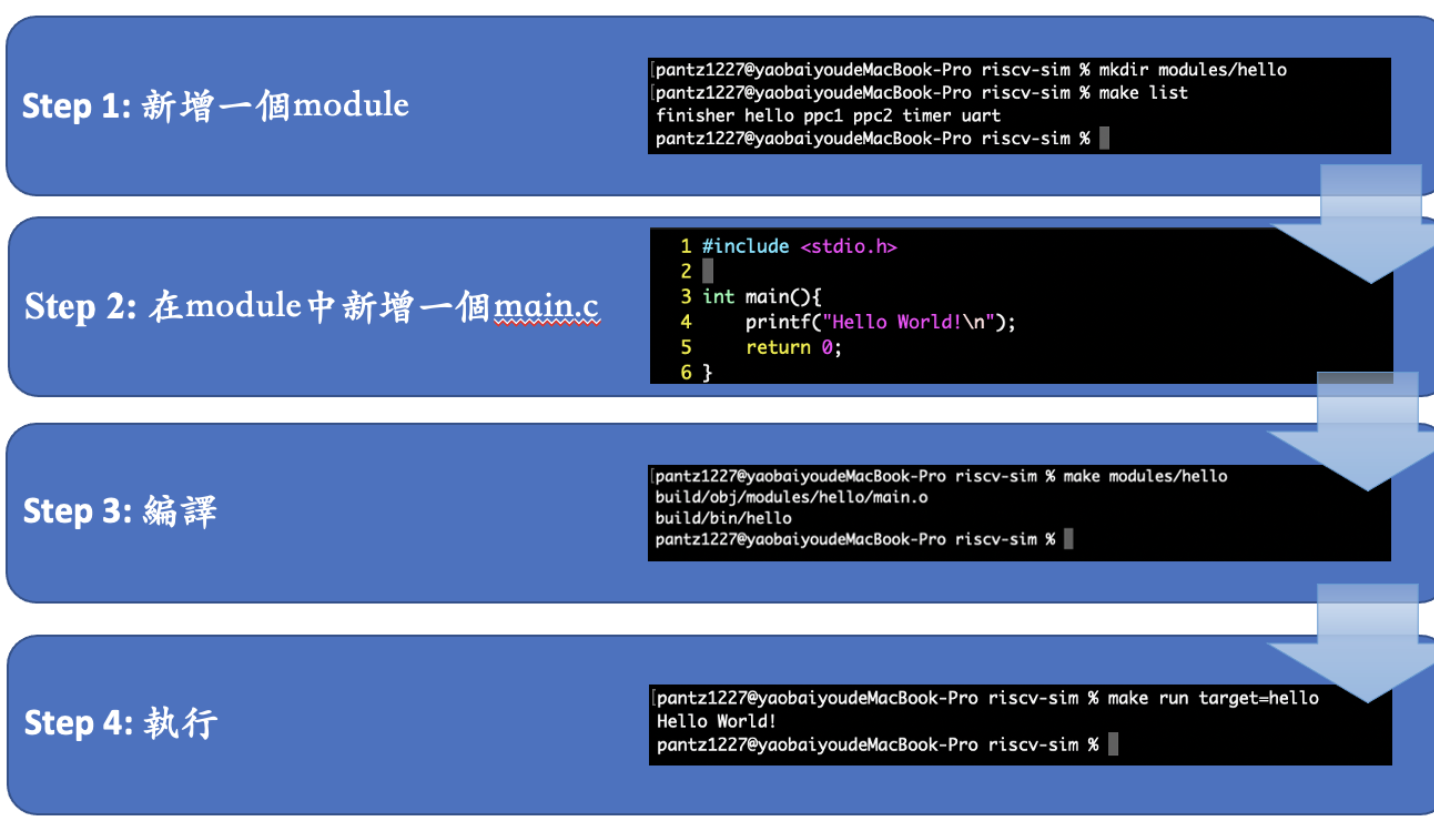 Step 1: 新增一個module
[pantz1227@yaobaiyoudeMacBook-Pro riscv-sim % mkdir modules/hello
[pantz1227@yaobaiyoudeMacBook-Pro riscv-sim % make list
finisher hello ppc1 ppc2 timer uart
pantz1227@yaobaiyoudeMacBook-Pro riscv-sim %
Step 2: 在module中新增一個main.c
1 #include <stdio.h>
2
3 int main(){
4     printf("Hello World!\n");
5     return 0;
6 }
Step 3: 編譯
[pantz1227@yaobaiyoudeMacBook-Pro riscv-sim % make modules/hello
build/obj/modules/hello/main.o
build/bin/hello
pantz1227@yaobaiyoudeMacBook-Pro riscv-sim %
Step 4: 執行
[pantz1227@yaobaiyoudeMacBook-Pro riscv-sim % make run target=hello
Hello World!
pantz1227@yaobaiyoudeMacBook-Pro riscv-sim %